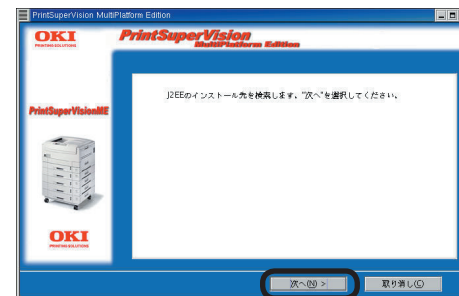 PrintSuperVision MultiPlatform Edition
OKI
PRINTING SOLUTIONS
PrintSuperVision
MultiPlatform Edition
J2EEのインストール先を検索します。"次へ"を選択してください。
PrintSuperVisionME
OKI
PRINTING SOLUTIONS
次へ(N) >
取り消し(C)